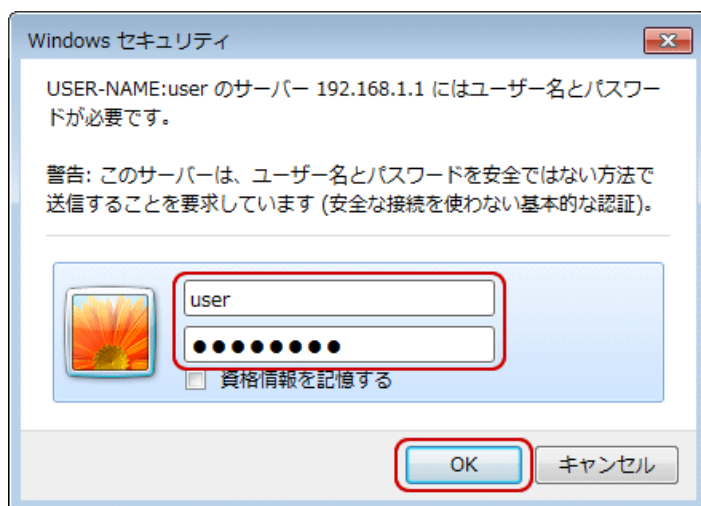 Windows セキュリティ
USER-NAME:user のサーバー 192.168.1.1 にはユーザー名とパスワー
ドが必要です。
警告: このサーバーは、ユーザー名とパスワードを安全ではない方法で
送信することを要求しています (安全な接続を使わない基本的な認証)。
user
●●●●●●●●
資格情報を記憶する
OK
キャンセル